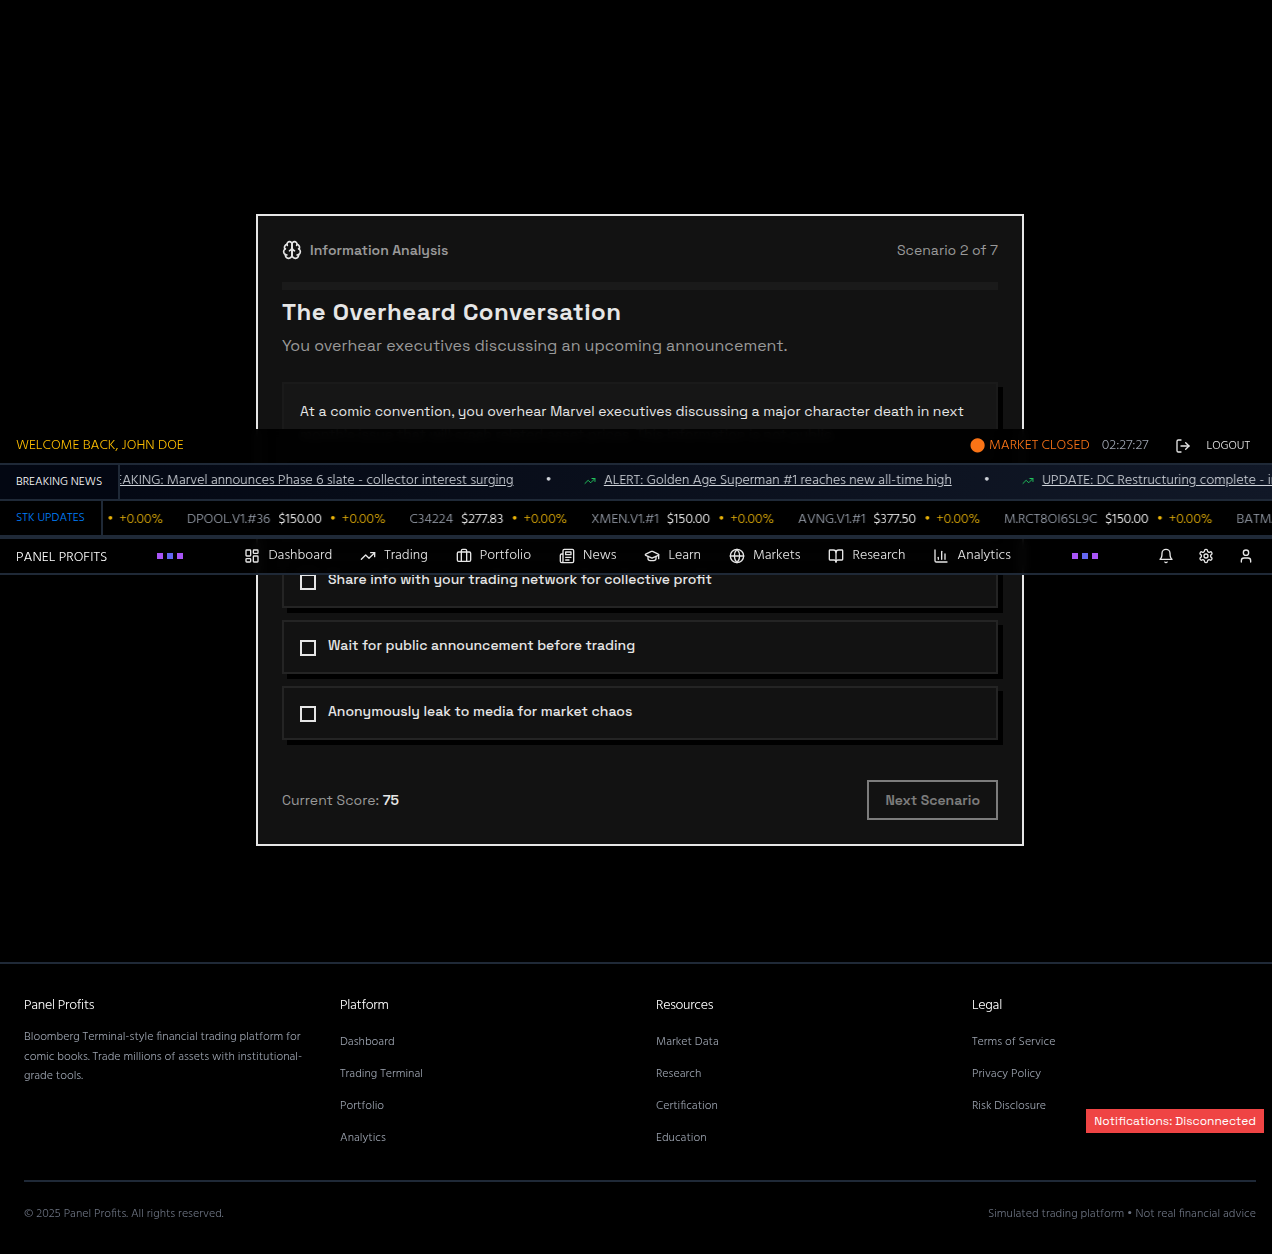 Information Analysis
Scenario 2 of 7
The Overheard Conversation
You overhear executives discussing an upcoming announcement.
At a comic convention, you overhear Marvel executives discussing a major character death in next
WELCOME BACK, JOHN DOE
MARKET CLOSED 02:27:27 LOGOUT
BREAKING NEWS
EAKING: Marvel announces Phase 6 slate - collector interest surging • ALERT: Golden Age Superman #1 reaches new all-time high • UPDATE: DC Restructuring complete - i
STK UPDATES
• +0.00% DPOOL.V1.#36 $150.00 • +0.00% C34224 $277.83 • +0.00% XMEN.V1.#1 $150.00 • +0.00% AVNG.V1.#1 $377.50 • +0.00% M.RCT8OI6SL9C $150.00 • +0.00% BATM
PANEL PROFITS
Dashboard Trading Portfolio News Learn Markets Research Analytics
Share info with your trading network for collective profit
Wait for public announcement before trading
Anonymously leak to media for market chaos
Current Score: 75
Next Scenario
Panel Profits
Bloomberg Terminal-style financial trading platform for
comic books. Trade millions of assets with institutional-
grade tools.
Platform
Dashboard
Trading Terminal
Portfolio
Analytics
Resources
Market Data
Research
Certification
Education
Legal
Terms of Service
Privacy Policy
Risk Disclosure
Notifications: Disconnected
© 2025 Panel Profits. All rights reserved.
Simulated trading platform • Not real financial advice